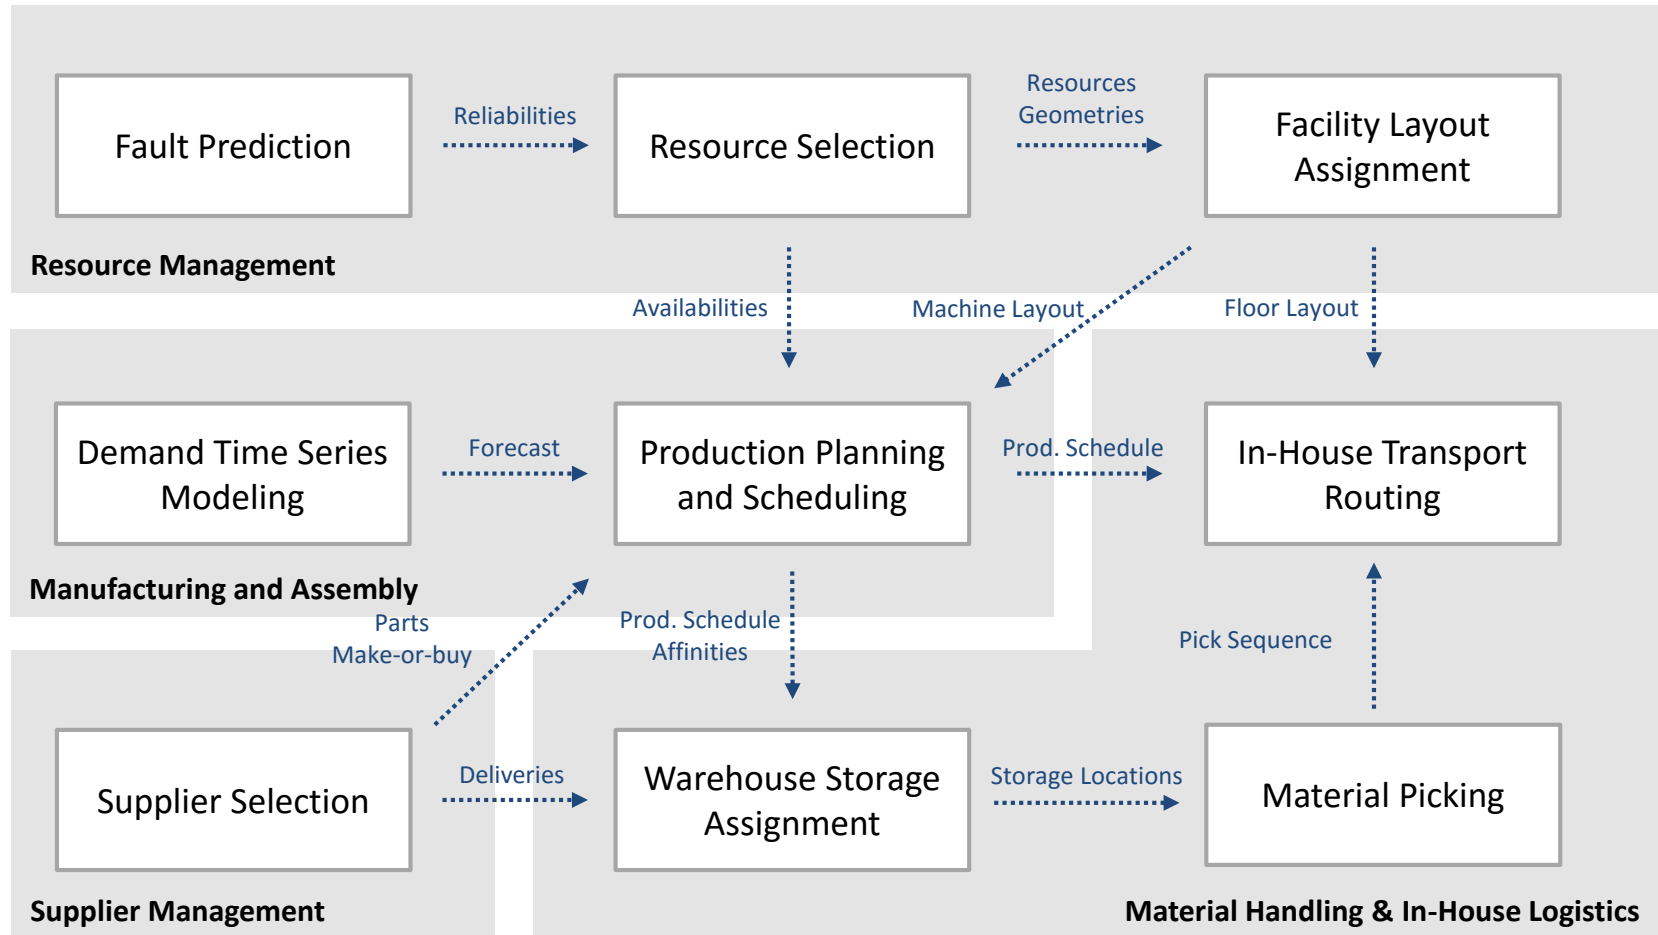 Fault Prediction
Reliabilities
Resource Selection
Resources
Geometries
Facility Layout
Assignment
Resource Management
Availabilities
Machine Layout
Floor Layout
Demand Time Series
Modeling
Forecast
Production Planning
and Scheduling
Prod. Schedule
In-House Transport
Routing
Manufacturing and Assembly
Parts
Make-or-buy
Prod. Schedule
Affinities
Pick Sequence
Supplier Selection
Deliveries
Warehouse Storage
Assignment
Storage Locations
Material Picking
Supplier Management
Material Handling & In-House Logistics